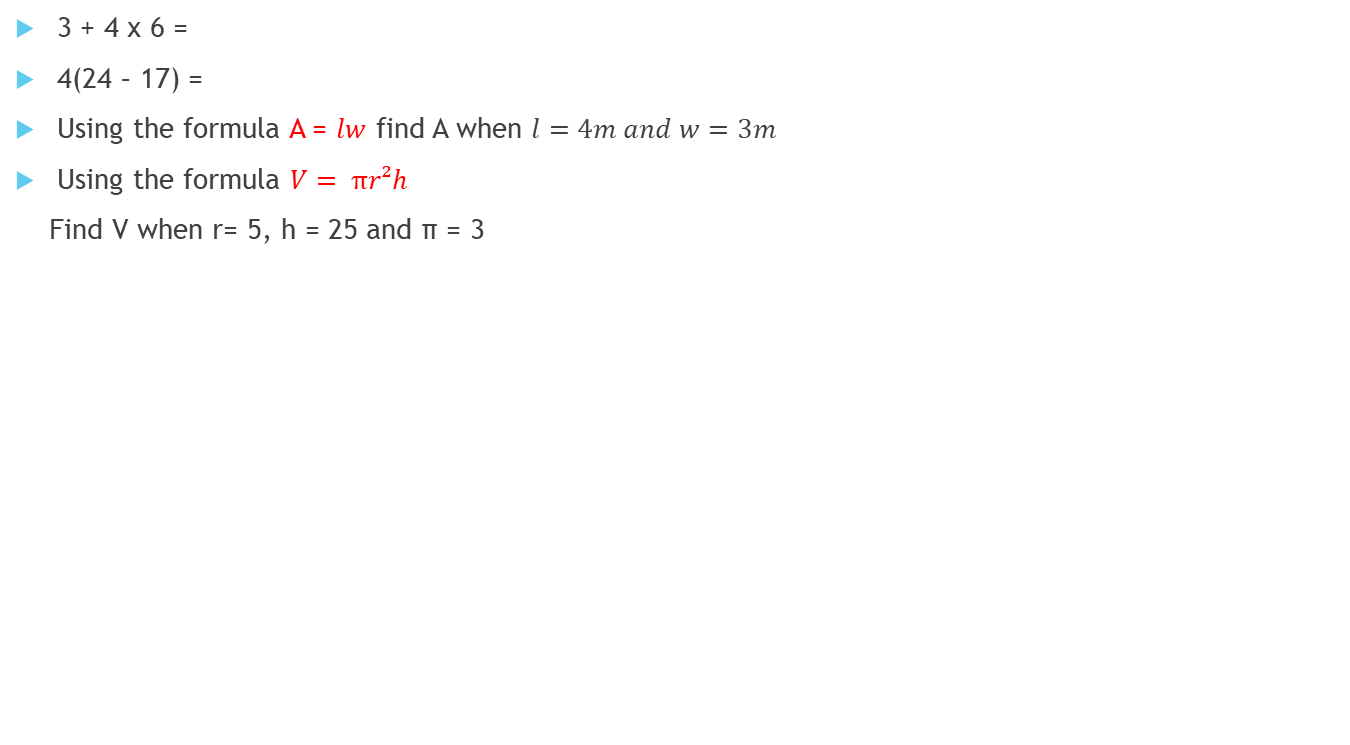 3 + 4 x 6 =
4(24 – 17) =
Using the formula A = lw find A when l = 4m and w = 3m
Using the formula V = πr²h
Find V when r= 5, h = 25 and π = 3